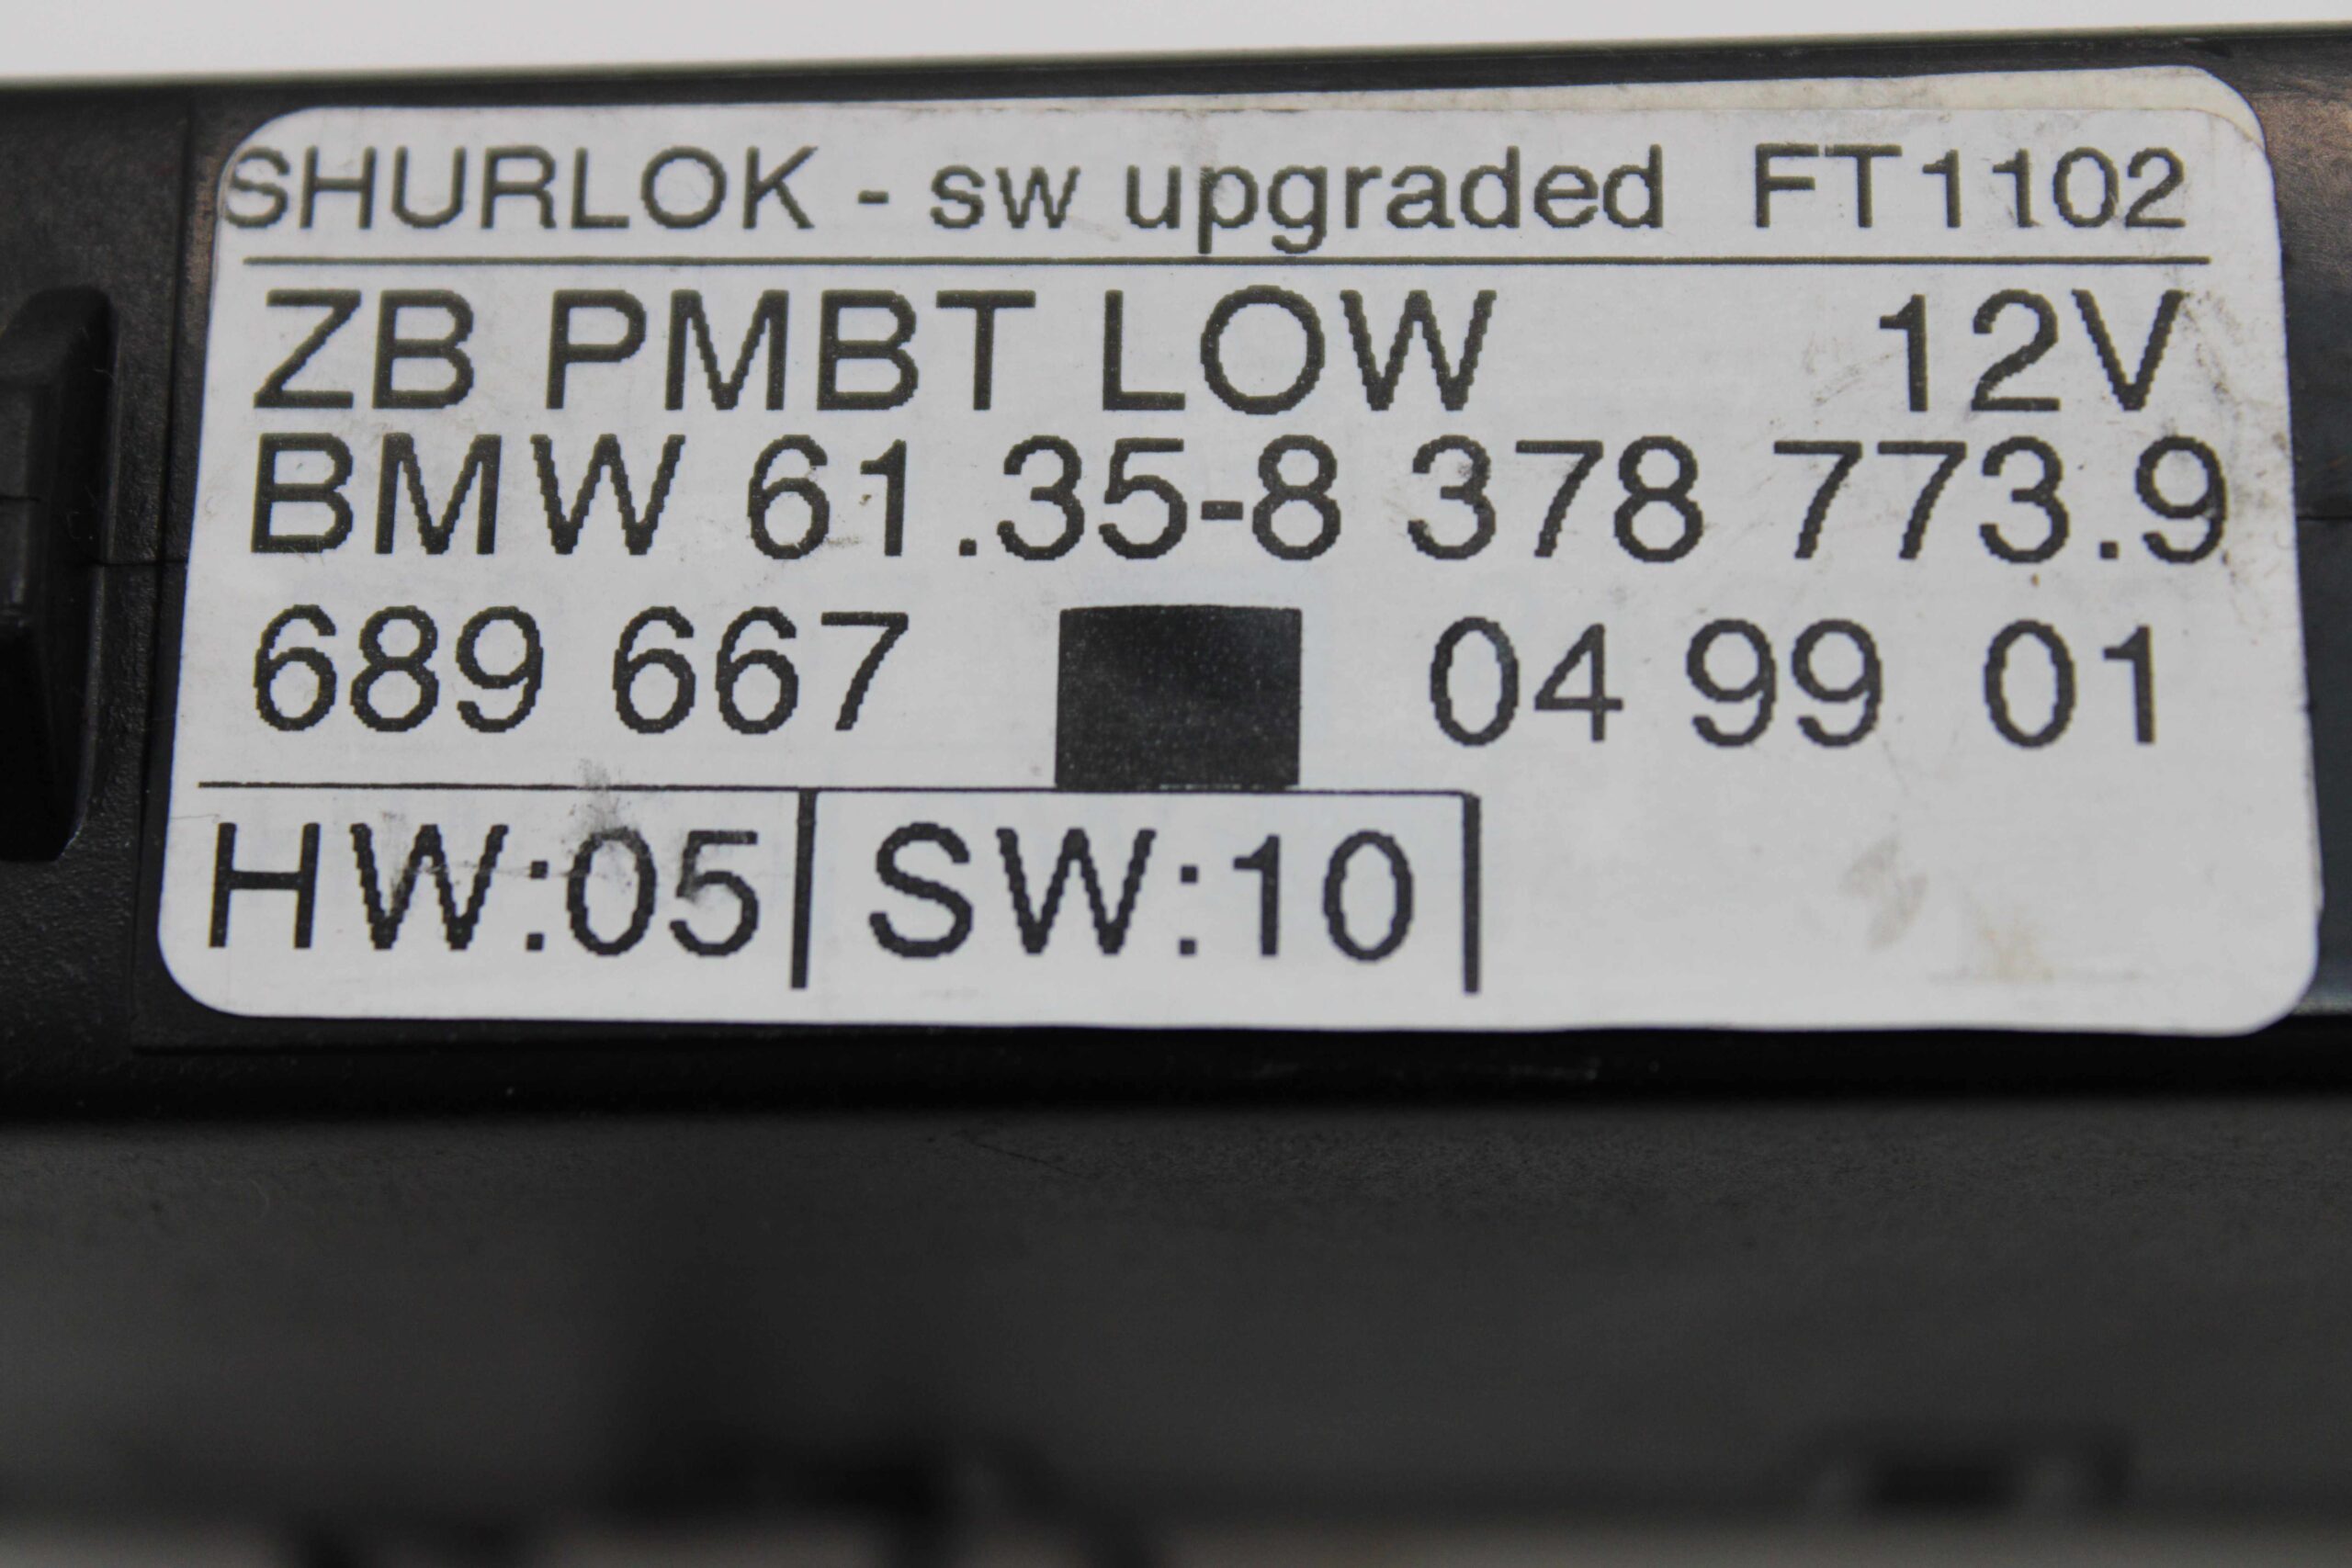 SHURLOK - sw upgraded FT1102
ZB PMBT LOW 12V
BMW 61.35-8 378 773.9
689 667 04 99 01
HW:05 SW:10